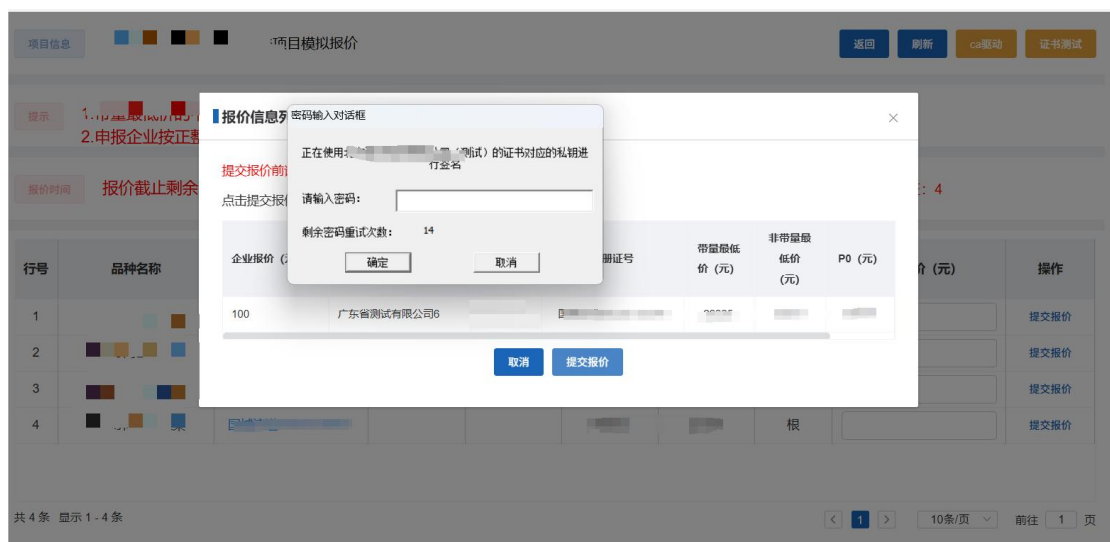 项目信息
项目模拟报价
返回
刷新
ca驱动
证书测试
提示
2.申报企业按正整
报价时间
报价截止剩余
: 4
报价信息列
密码输入对话框
正在使用
(测试)的证书对应的私钥进
行签名
提交报价前
点击提交报价
请输入密码:
剩余密码重试次数: 14
确定
取消
企业报价 (
册证号
带量最低
价 (元)
非带量最
低价
(元)
P0 (元)
100
广东省测试有限公司6
取消
提交报价
行号
品种名称
(元)
操作
1
提交报价
2
提交报价
3
提交报价
4
根
提交报价
共 4 条 显示 1 - 4 条
1
10条/页
前往 1 页